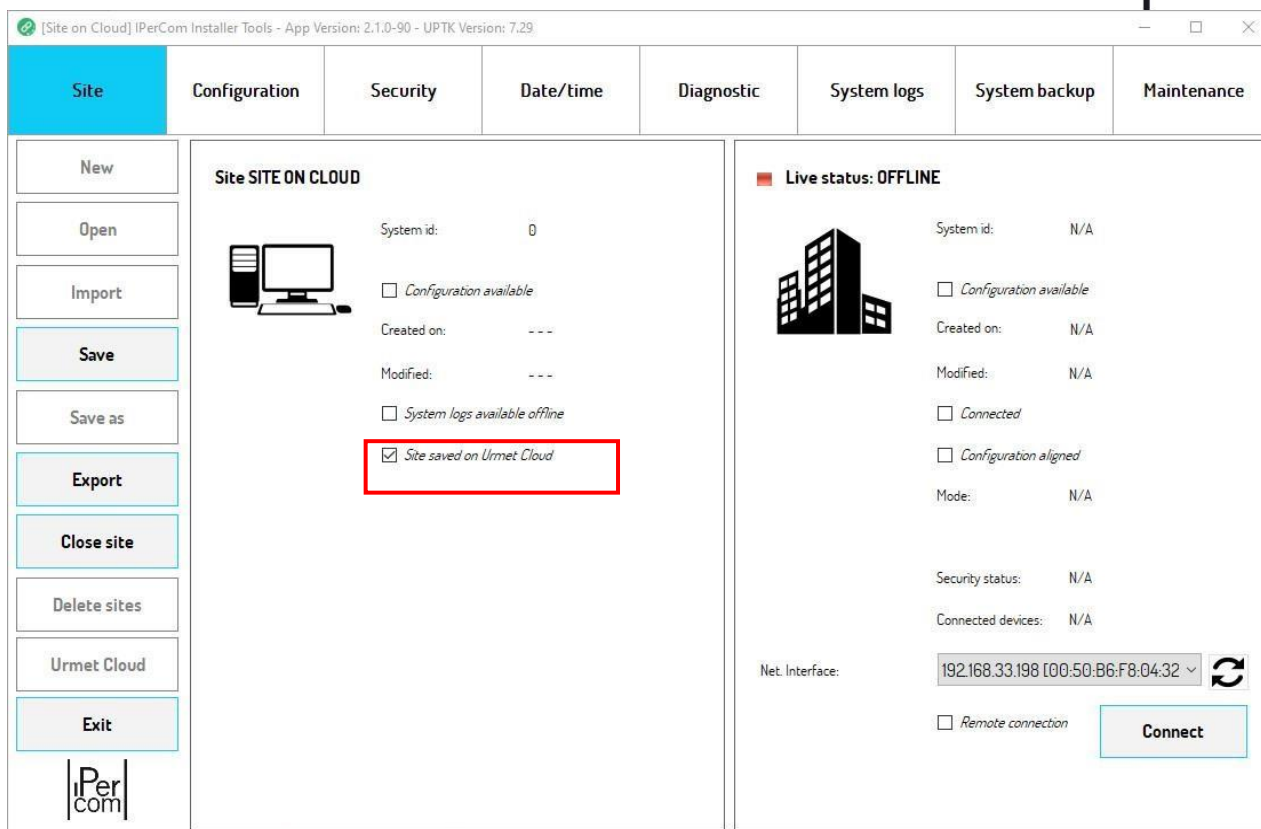 [Site on Cloud] IPerCom Installer Tools - App Version: 2.1.0-90 - UPTK Version: 7.29
Site Configuration Security Date/time Diagnostic System logs System backup Maintenance
New
Open
Import
Save
Save as
Export
Close site
Delete sites
Urmet Cloud
Exit
iPer
com
Site SITE ON CLOUD
System id: 0
Configuration available
Created on: ---
Modified: ---
System logs available offline
Site saved on Urmet Cloud
Live status: OFFLINE
System id: N/A
Configuration available
Created on: N/A
Modified: N/A
Connected
Configuration aligned
Mode: N/A
Security status: N/A
Connected devices: N/A
Net. Interface: 192.168.33.198 [00:50:B6:F8:04:32
Remote connection
Connect